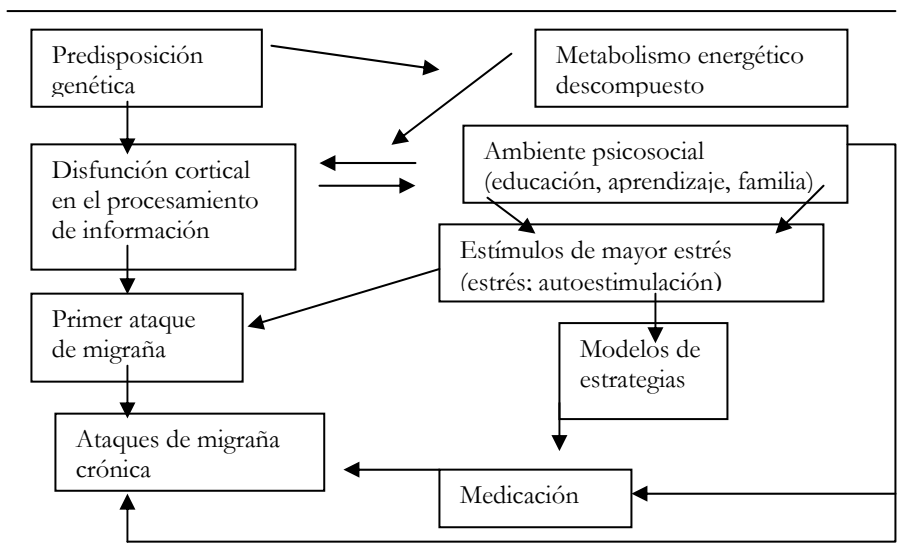 Predisposición
genética
Metabolismo energético
descompuesto
Disfunción cortical
en el procesamiento
de información
Ambiente psicosocial
(educación, aprendizaje, familia)
Estímulos de mayor estrés
(estrés; autoestimulación)
Primer ataque
de migraña
Modelos de
estrategias
Ataques de migraña
crónica
Medicación